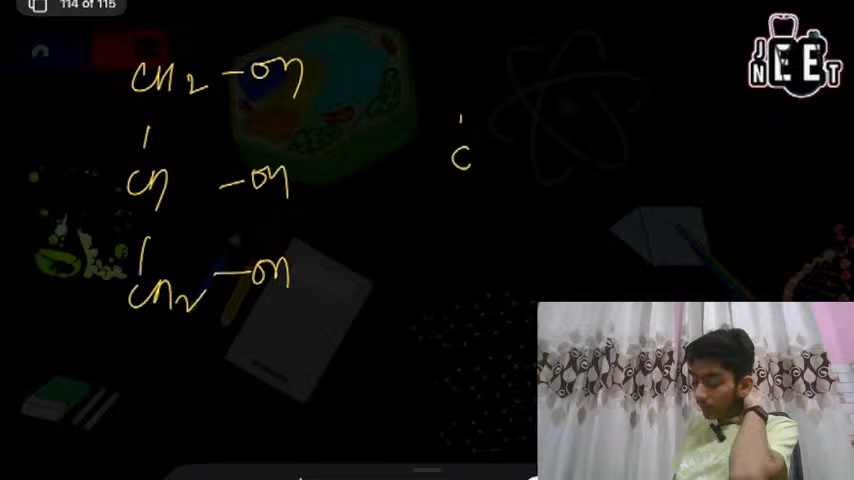 114 of 115
J
NEET
CH2 - OH
CH - OH
C
CH2 - OH